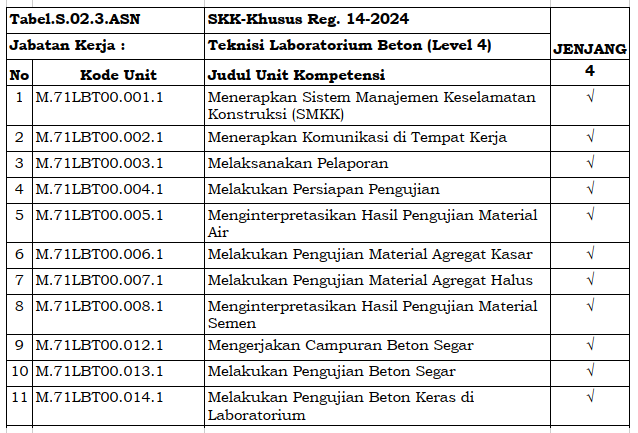 Tabel.S.02.3.ASN SKK-Khusus Reg. 14-2024
Jabatan Kerja : Teknisi Laboratorium Beton (Level 4) JENJANG
No Kode Unit Judul Unit Kompetensi 4
1 M.71LBT00.001.1 Menerapkan Sistem Manajemen Keselamatan √
Konstruksi (SMKK)
2 M.71LBT00.002.1 Menerapkan Komunikasi di Tempat Kerja √
3 M.71LBT00.003.1 Melaksanakan Pelaporan √
4 M.71LBT00.004.1 Melakukan Persiapan Pengujian √
5 M.71LBT00.005.1 Menginterpretasikan Hasil Pengujian Material √
Air
6 M.71LBT00.006.1 Melakukan Pengujian Material Agregat Kasar √
7 M.71LBT00.007.1 Melakukan Pengujian Material Agregat Halus √
8 M.71LBT00.008.1 Menginterpretasikan Hasil Pengujian Material √
Semen
9 M.71LBT00.012.1 Mengerjakan Campuran Beton Segar √
10 M.71LBT00.013.1 Melakukan Pengujian Beton Segar √
11 M.71LBT00.014.1 Melakukan Pengujian Beton Keras di √
Laboratorium